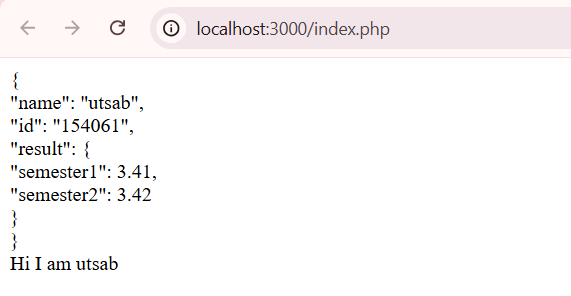 localhost:3000/index.php
{
"name": "utsab",
"id": "154061",
"result": {
"semester1": 3.41,
"semester2": 3.42
}
}
Hi I am utsab